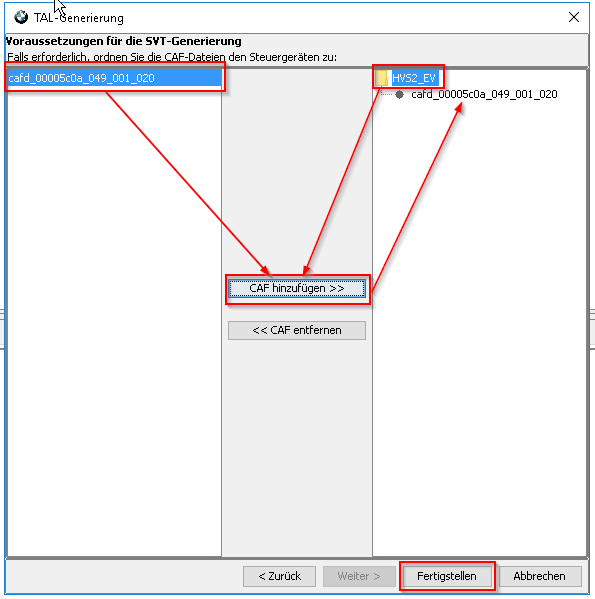 TAL-Generierung
Voraussetzungen für die SVT-Generierung
Falls erforderlich, ordnen Sie die CAF-Dateien den Steuergeräten zu:
cafd_00005c0a_049_001_020
HVS2_EV
cafd_00005c0a_049_001_020
CAF hinzufügen >>
<< CAF entfernen
< Zurück
Weiter >
Fertigstellen
Abbrechen